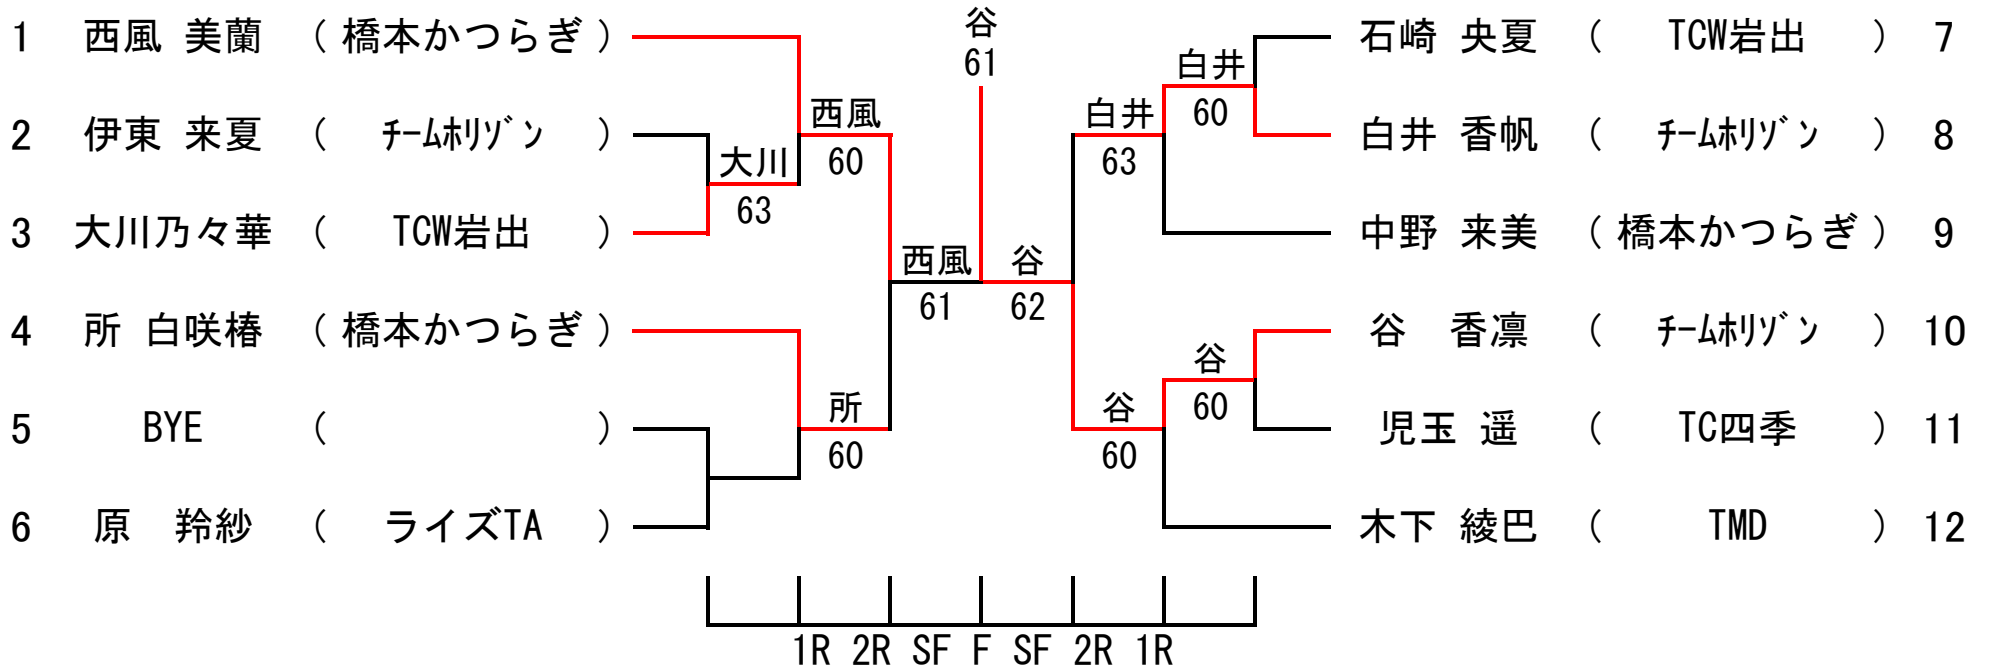 1 西風 美蘭 （ 橋本かつらぎ ）
2 伊東 来夏 （ ﾁｰﾑﾎﾘｿﾞﾝ ）
3 大川乃々華 （ TCW岩出 ）
4 所 白咲椿 （ 橋本かつらぎ ）
5 BYE （ ）
6 原 羚紗 （ ライズTA ）
大川
63
西風
60
所
60
西風
61
谷
61
谷
62
白井
63
谷
60
白井
60
谷
60
石崎 央夏 （ TCW岩出 ） 7
白井 香帆 （ ﾁｰﾑﾎﾘｿﾞﾝ ） 8
中野 来美 （ 橋本かつらぎ ） 9
谷 香凛 （ ﾁｰﾑﾎﾘｿﾞﾝ ） 10
児玉 遥 （ TC四季 ） 11
木下 綾巴 （ TMD ） 12
1R 2R SF F SF 2R 1R